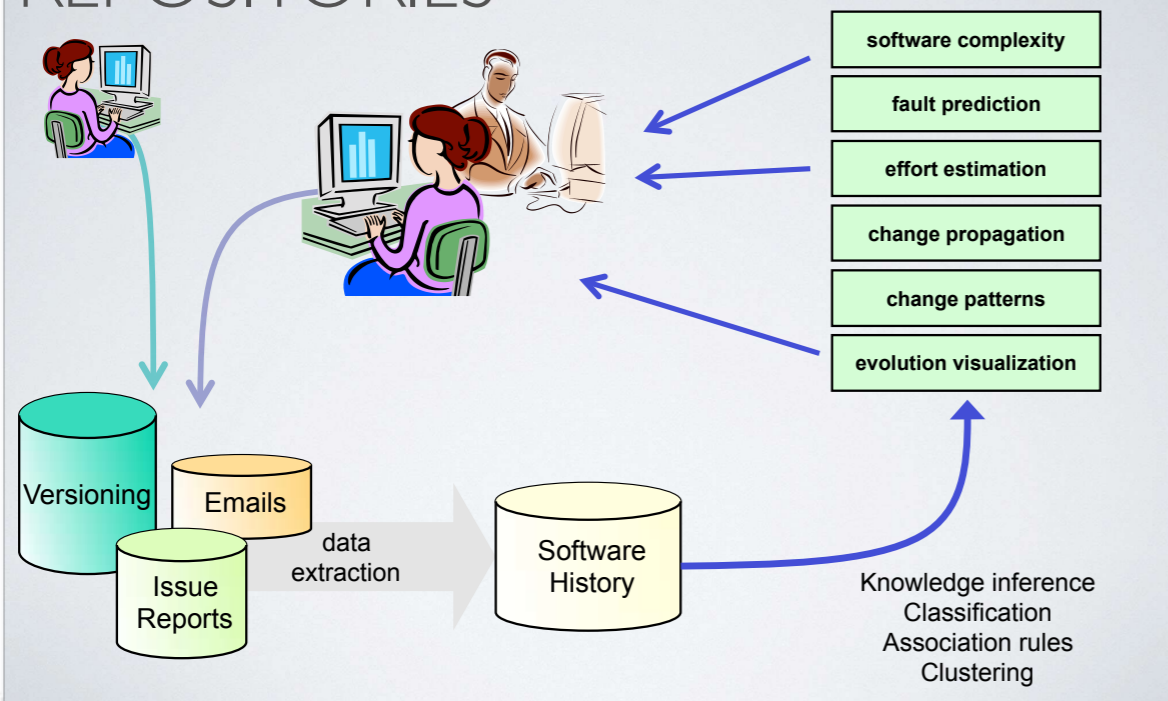 REPOSITORIES
software complexity
fault prediction
effort estimation
change propagation
change patterns
evolution visualization
Versioning
Emails
Issue
Reports
data
extraction
Software
History
Knowledge inference
Classification
Association rules
Clustering